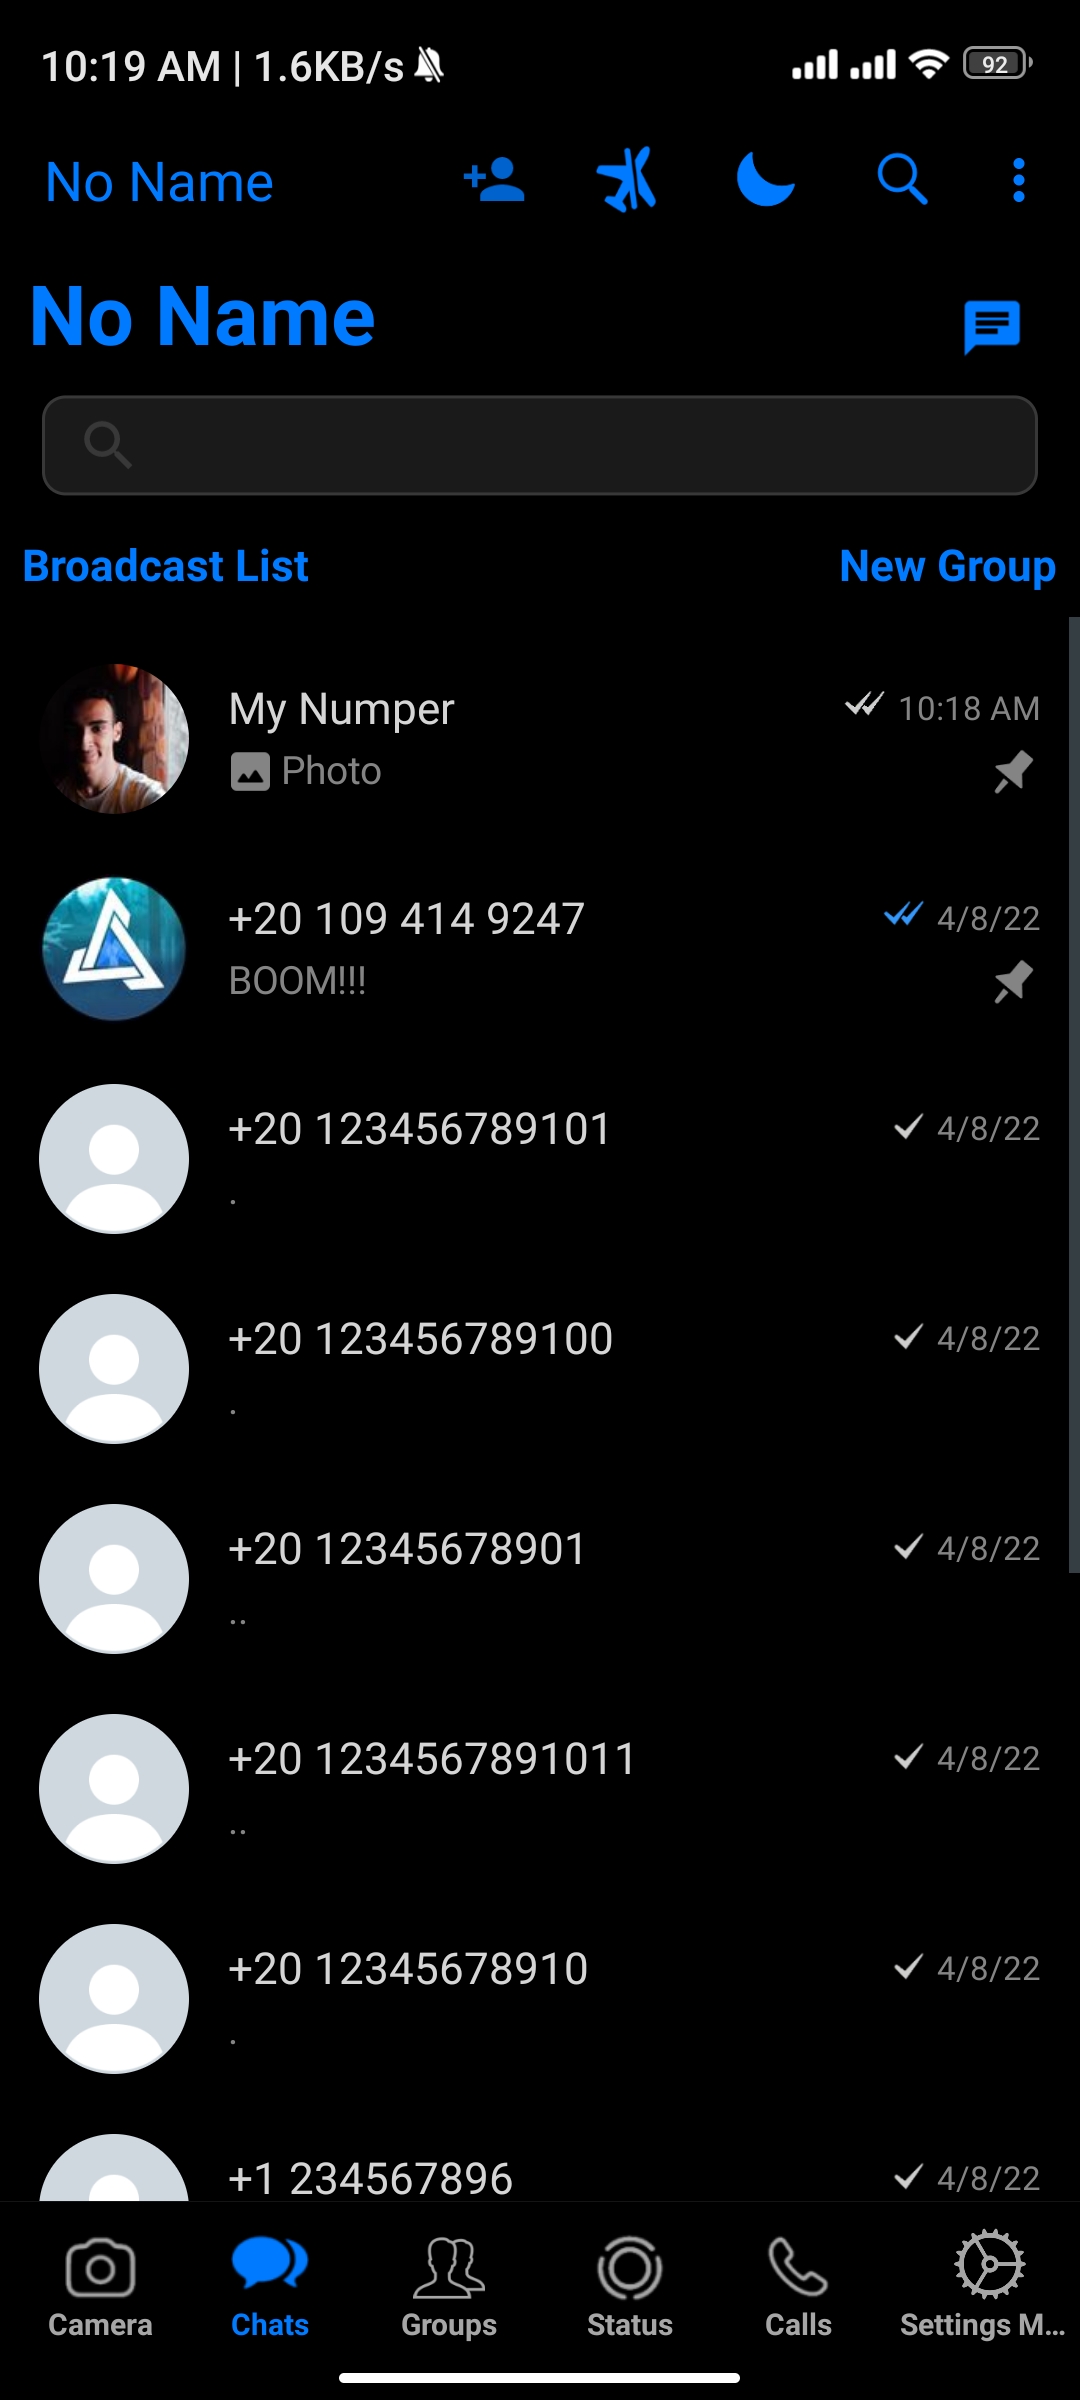 10:19 AM | 1.6KB/s 92
No Name
No Name
Broadcast List New Group
My Numper 10:18 AM
Photo
+20 109 414 9247 4/8/22
BOOM!!!
+20 123456789101 4/8/22
.
+20 123456789100 4/8/22
.
+20 12345678901 4/8/22
..
+20 1234567891011 4/8/22
..
+20 12345678910 4/8/22
.
+1 234567896 4/8/22
Camera Chats Groups Status Calls Settings M...